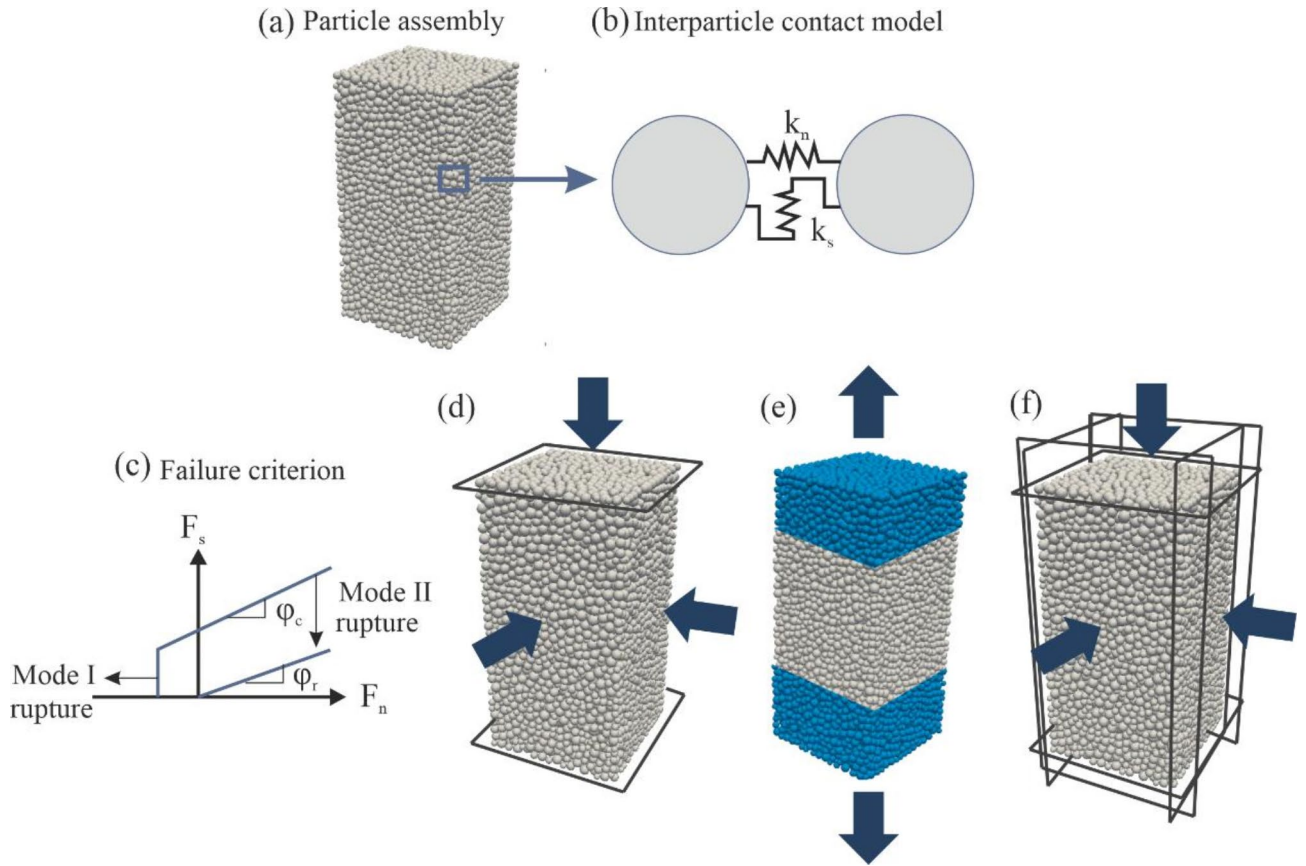 (a) Particle assembly
(b) Interparticle contact model
kn
ks
(c) Failure criterion
Fs
φc
Mode II
rupture
Mode I
rupture
φr
Fn
(d)
(e)
(f)